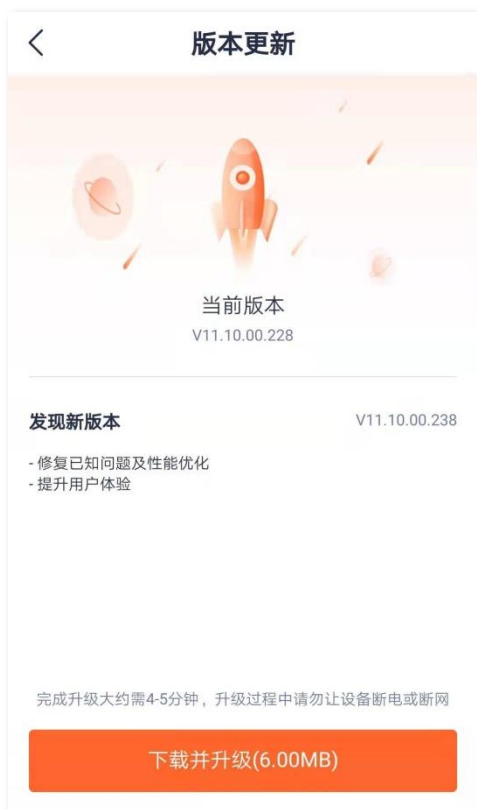 版本更新
当前版本
V11.10.00.228
发现新版本
V11.10.00.238
- 修复已知问题及性能优化
- 提升用户体验
完成升级大约需4-5分钟，升级过程中请勿让设备断电或断网
下载并升级(6.00MB)